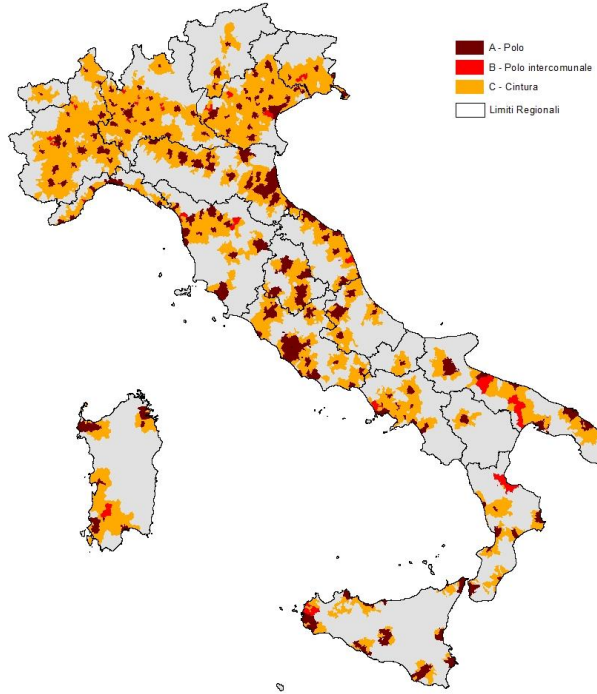 A - Polo
B - Polo intercomunale
C - Cintura
Limiti Regionali